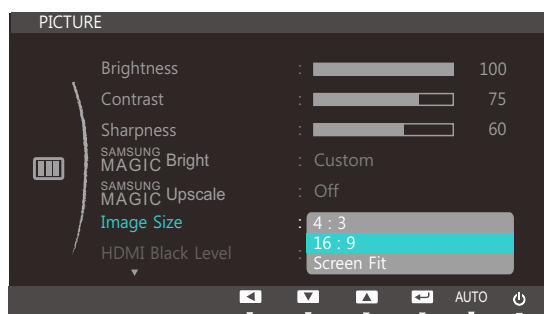 PICTURE
Brightness : 100
Contrast : 75
Sharpness : 60
SAMSUNG MAGIC Bright : Custom
SAMSUNG MAGIC Upscale : Off
Image Size : 4 : 3
16 : 9
HDMI Black Level :
Screen Fit
AUTO